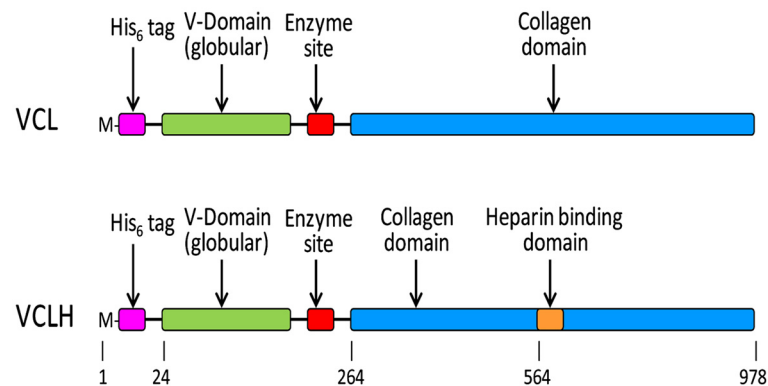 His₆ tag V-Domain (globular) Enzyme site Collagen domain
VCL M
His₆ tag V-Domain (globular) Enzyme site Collagen domain Heparin binding domain
VCLH M
1 24 264 564 978